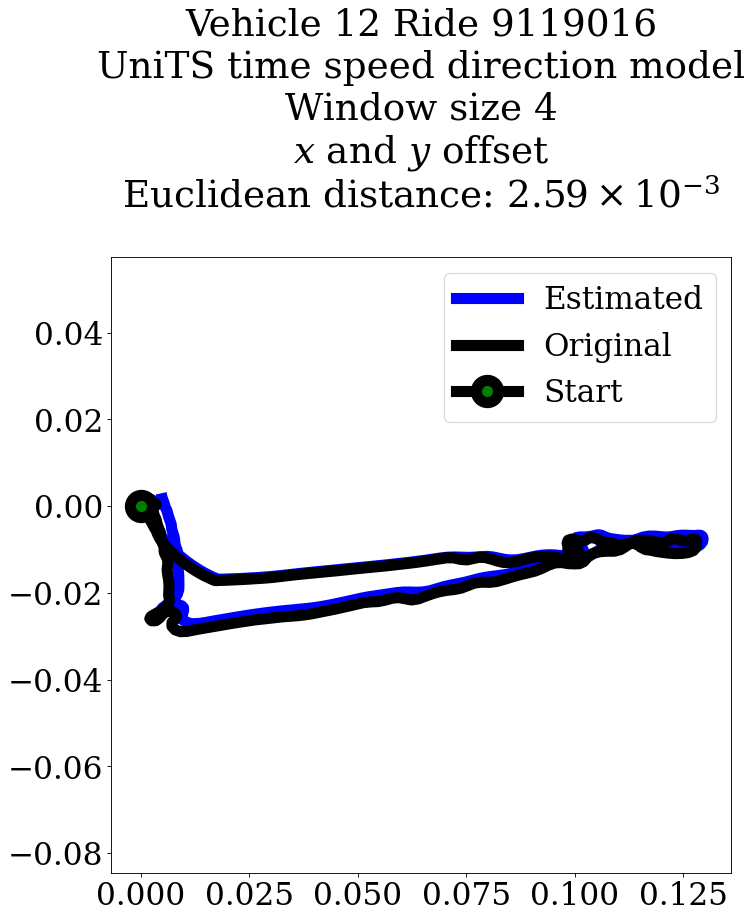 Vehicle 12 Ride 9119016
UniTS time speed direction model
Window size 4
x and y offset
Euclidean distance: 2.59 × 10⁻³
Estimated
Original
Start
0.04
0.02
0.00
−0.02
−0.04
−0.06
−0.08
0.000 0.025 0.050 0.075 0.100 0.125